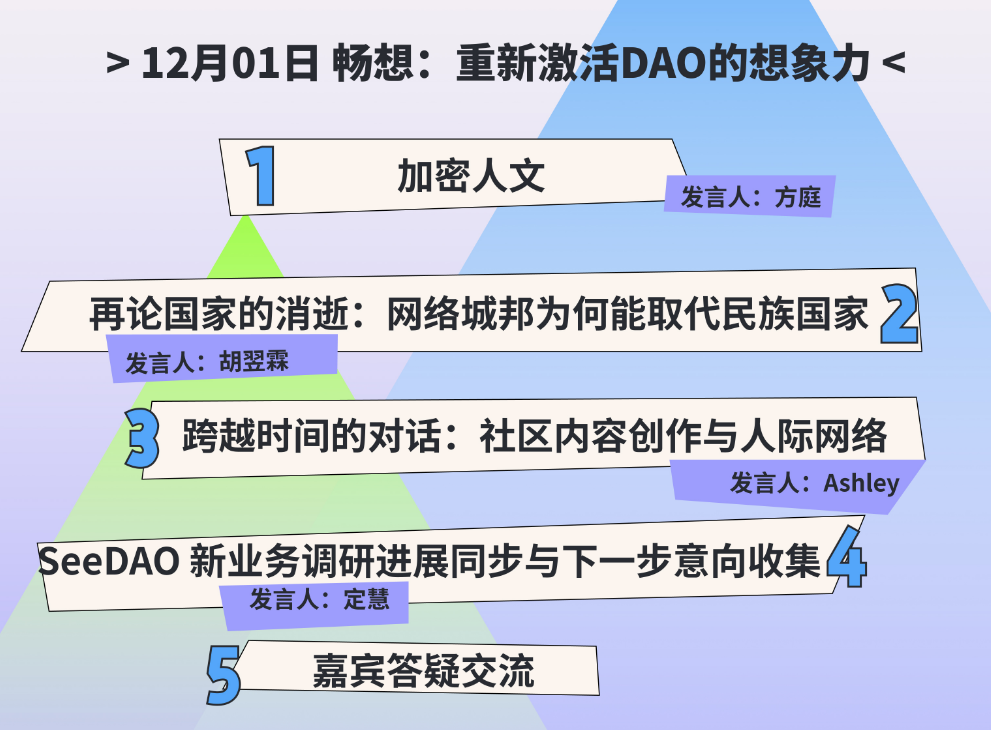 > 12月01日 畅想：重新激活DAO的想象力 <
1 加密人文
发言人：方庭
再论国家的消逝：网络城邦为何能取代民族国家 2
发言人：胡翌霖
3 跨越时间的对话：社区内容创作与人际网络
发言人：Ashley
SeeDAO 新业务调研进展同步与下一步意向收集 4
发言人：定慧
5 嘉宾答疑交流